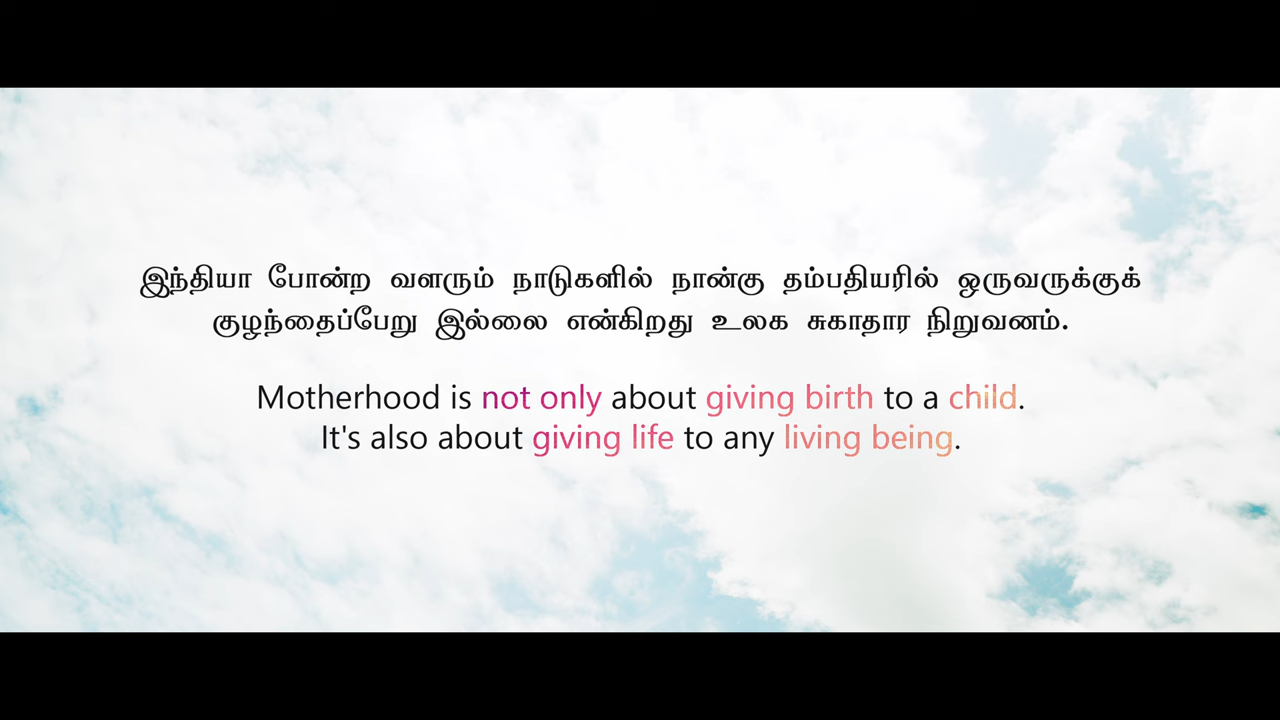 இந்தியா போன்ற வளரும் நாடுகளில் நான்கு தம்பதியரில் ஒருவருக்குக்
குழந்தைப்பேறு இல்லை என்கிறது உலக சுகாதார நிறுவனம்.
Motherhood is not only about giving birth to a child.
It's also about giving life to any living being.